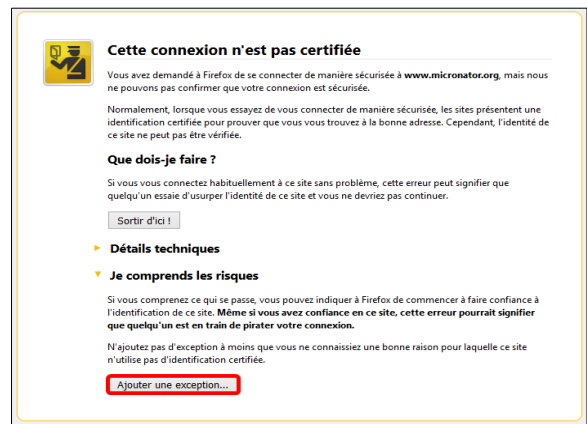 Cette connexion n'est pas certifiée
Vous avez demandé à Firefox de se connecter de manière sécurisée à www.micronator.org, mais nous
ne pouvons pas confirmer que votre connexion est sécurisée.
Normalement, lorsque vous essayez de vous connecter de manière sécurisée, les sites présentent une
identification certifiée pour prouver que vous vous trouvez à la bonne adresse. Cependant, l'identité de
ce site ne peut pas être vérifiée.
Que dois-je faire ?
Si vous vous connectez habituellement à ce site sans problème, cette erreur peut signifier que
quelqu'un essaie d'usurper l'identité de ce site et vous ne devriez pas continuer.
Sortir d'ici !
Détails techniques
Je comprends les risques
Si vous comprenez ce qui se passe, vous pouvez indiquer à Firefox de commencer à faire confiance à
l'identification de ce site. Même si vous avez confiance en ce site, cette erreur pourrait signifier
que quelqu'un est en train de pirater votre connexion.
N'ajoutez pas d'exception à moins que vous ne connaissiez une bonne raison pour laquelle ce site
n'utilise pas d'identification certifiée.
Ajouter une exception...